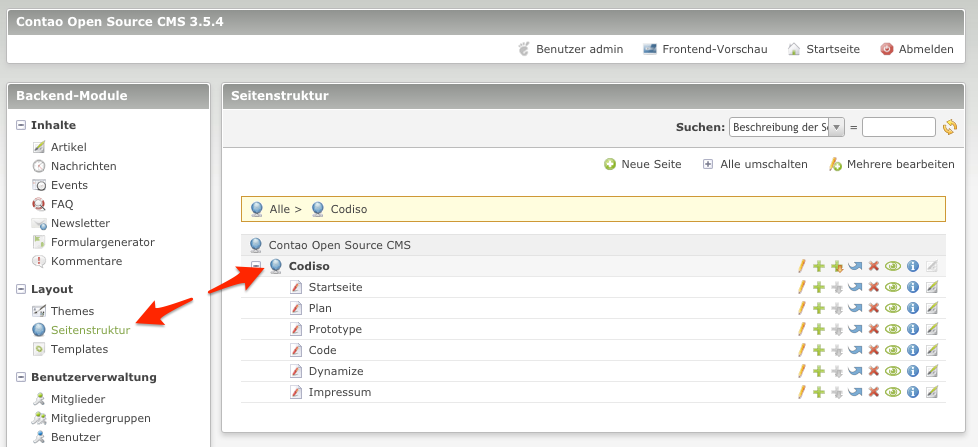 Contao Open Source CMS 3.5.4
Benutzer admin Frontend-Vorschau Startseite Abmelden
Backend-Module
Inhalte
Artikel
Nachrichten
Events
FAQ
Newsletter
Formulargenerator
Kommentare
Layout
Themes
Seitenstruktur
Templates
Benutzerverwaltung
Mitglieder
Mitgliedergruppen
Benutzer
Seitenstruktur
Suchen: Beschreibung der S =
Neue Seite Alle umschalten Mehrere bearbeiten
Alle > Codiso
Contao Open Source CMS
Codiso
Startseite
Plan
Prototype
Code
Dynamize
Impressum